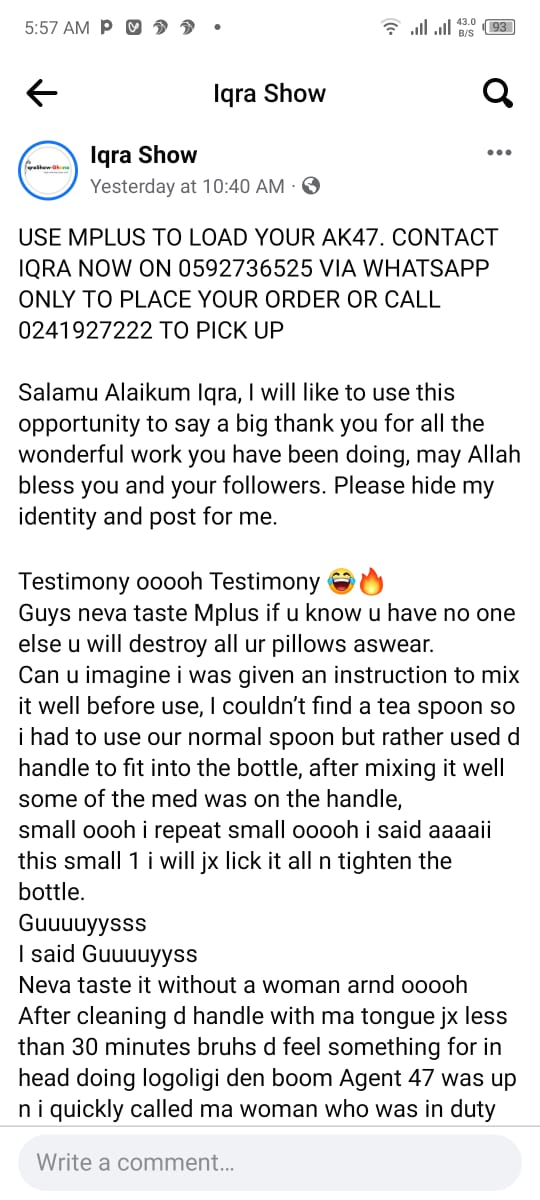 5:57 AM
43.0
B/S
93
Iqra Show
Iqra Show
Yesterday at 10:40 AM ·
USE MPLUS TO LOAD YOUR AK47. CONTACT
IQRA NOW ON 0592736525 VIA WHATSAPP
ONLY TO PLACE YOUR ORDER OR CALL
0241927222 TO PICK UP
Salamu Alaikum Iqra, I will like to use this
opportunity to say a big thank you for all the
wonderful work you have been doing, may Allah
bless you and your followers. Please hide my
identity and post for me.
Testimony ooooh Testimony 😂🔥
Guys neva taste Mplus if u know u have no one
else u will destroy all ur pillows aswear.
Can u imagine i was given an instruction to mix
it well before use, I couldn't find a tea spoon so
i had to use our normal spoon but rather used d
handle to fit into the bottle, after mixing it well
some of the med was on the handle,
small oooh i repeat small ooooh i said aaaaii
this small 1 i will jx lick it all n tighten the
bottle.
Guuuuyysss
I said Guuuuyyss
Neva taste it without a woman arnd ooooh
After cleaning d handle with ma tongue jx less
than 30 minutes bruhs d feel something for in
head doing logoligi den boom Agent 47 was up
n i quickly called ma woman who was in duty
Write a comment...